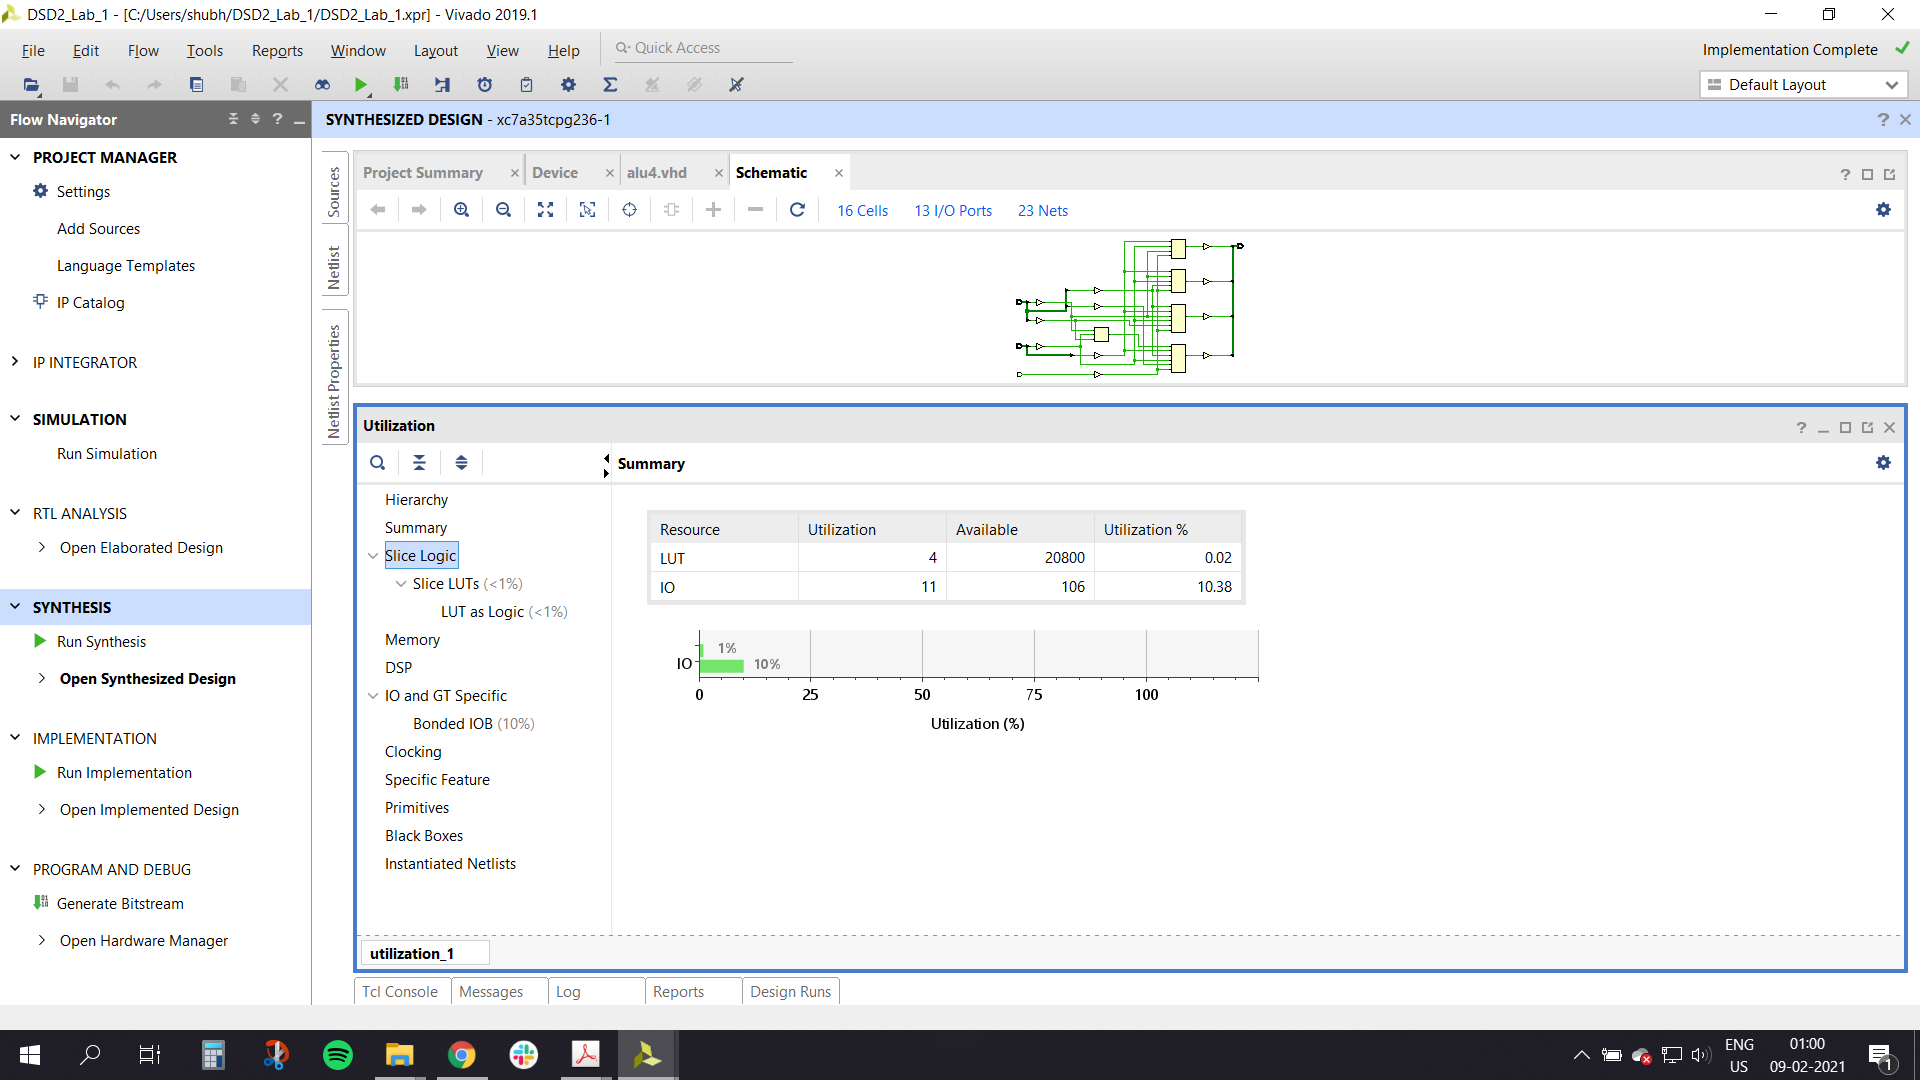 DSD2_Lab_1 - [C:/Users/shubh/DSD2_Lab_1/DSD2_Lab_1.xpr] - Vivado 2019.1
File Edit Flow Tools Reports Window Layout View Help Quick Access
Implementation Complete
Default Layout
Flow Navigator
PROJECT MANAGER
Settings
Add Sources
Language Templates
IP Catalog
IP INTEGRATOR
SIMULATION
Run Simulation
RTL ANALYSIS
Open Elaborated Design
SYNTHESIS
Run Synthesis
Open Synthesized Design
IMPLEMENTATION
Run Implementation
Open Implemented Design
PROGRAM AND DEBUG
Generate Bitstream
Open Hardware Manager
SYNTHESIZED DESIGN - xc7a35tcpg236-1
Sources
Netlist
Netlist Properties
Project Summary Device alu4.vhd Schematic
16 Cells 13 I/O Ports 23 Nets
Utilization
Summary
Hierarchy
Summary
Slice Logic
Slice LUTs (<1%)
LUT as Logic (<1%)
Memory
DSP
IO and GT Specific
Bonded IOB (10%)
Clocking
Specific Feature
Primitives
Black Boxes
Instantiated Netlists
Resource Utilization Available Utilization %
LUT 4 20800 0.02
IO 11 106 10.38
1%
IO 10%
0 25 50 75 100
Utilization (%)
utilization_1
Tcl Console Messages Log Reports Design Runs
ENG
US
01:00
09-02-2021
1